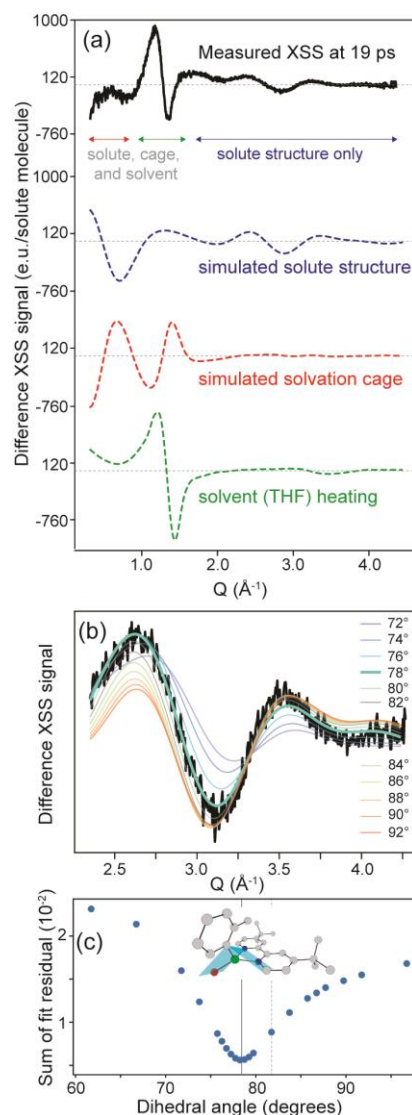 (a)
Measured XSS at 19 ps
1000
120
-760
solute, cage,
and solvent
solute structure only
1000
120
-760
simulated solute structure
120
-760
simulated solvation cage
120
-760
solvent (THF) heating
Difference XSS signal (e.u./solute molecule)
1.0 2.0 3.0 4.0
Q (Å⁻¹)
(b)
72°
74°
76°
78°
80°
82°
84°
86°
88°
90°
92°
Difference XSS signal
2.5 3.0 3.5 4.0
Q (Å⁻¹)
(c)
2
1
Sum of fit residual (10⁻²)
60 70 80 90
Dihedral angle (degrees)